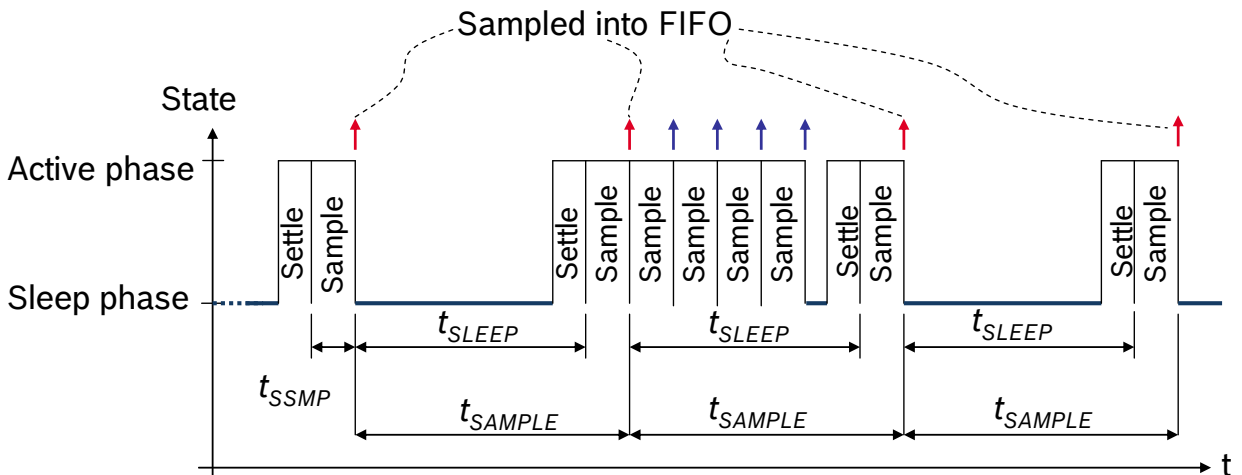 Sampled into FIFO
State
Active phase
Settle
Sample
Settle
Sample
Sample
Sample
Sample
Sample
Settle
Sample
Settle
Sample
Sleep phase
tSLEEP
tSLEEP
tSLEEP
tSSMP
tSAMPLE
tSAMPLE
tSAMPLE
t